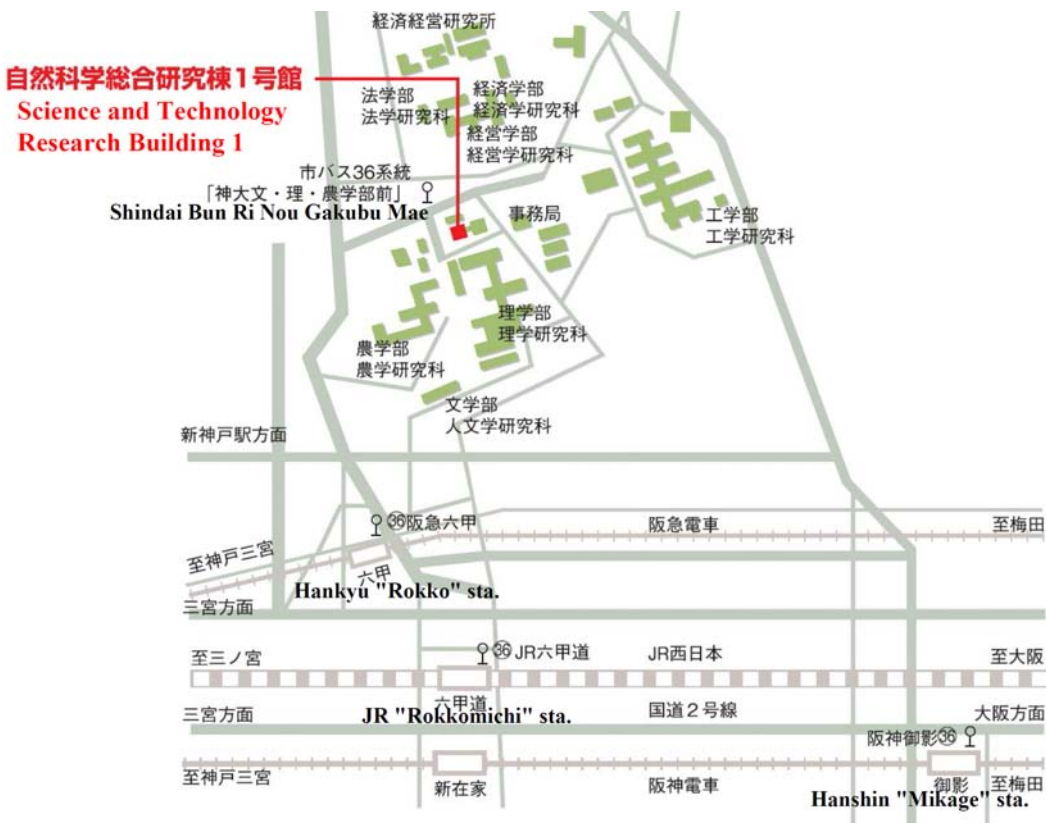 経済経営研究所
自然科学総合研究棟1号館
Science and Technology
Research Building 1
法学部
法学研究科
経済学部
経済学研究科
経営学部
経営学研究科
市バス36系統
「神大文・理・農学部前」
Shindai Bun Ri Nou Gakubu Mae
事務局
工学部
工学研究科
理学部
理学研究科
農学部
農学研究科
文学部
人文学研究科
新神戸駅方面
㊱阪急六甲
阪急電車
至梅田
至神戸三宮
六甲
Hankyu "Rokko" sta.
三宮方面
㊱JR六甲道
至三ノ宮
JR西日本
至大阪
六甲道
JR "Rokkomichi" sta.
三宮方面
国道2号線
大阪方面
阪神御影㊱
至神戸三宮
新在家
阪神電車
御影
至梅田
Hanshin "Mikage" sta.